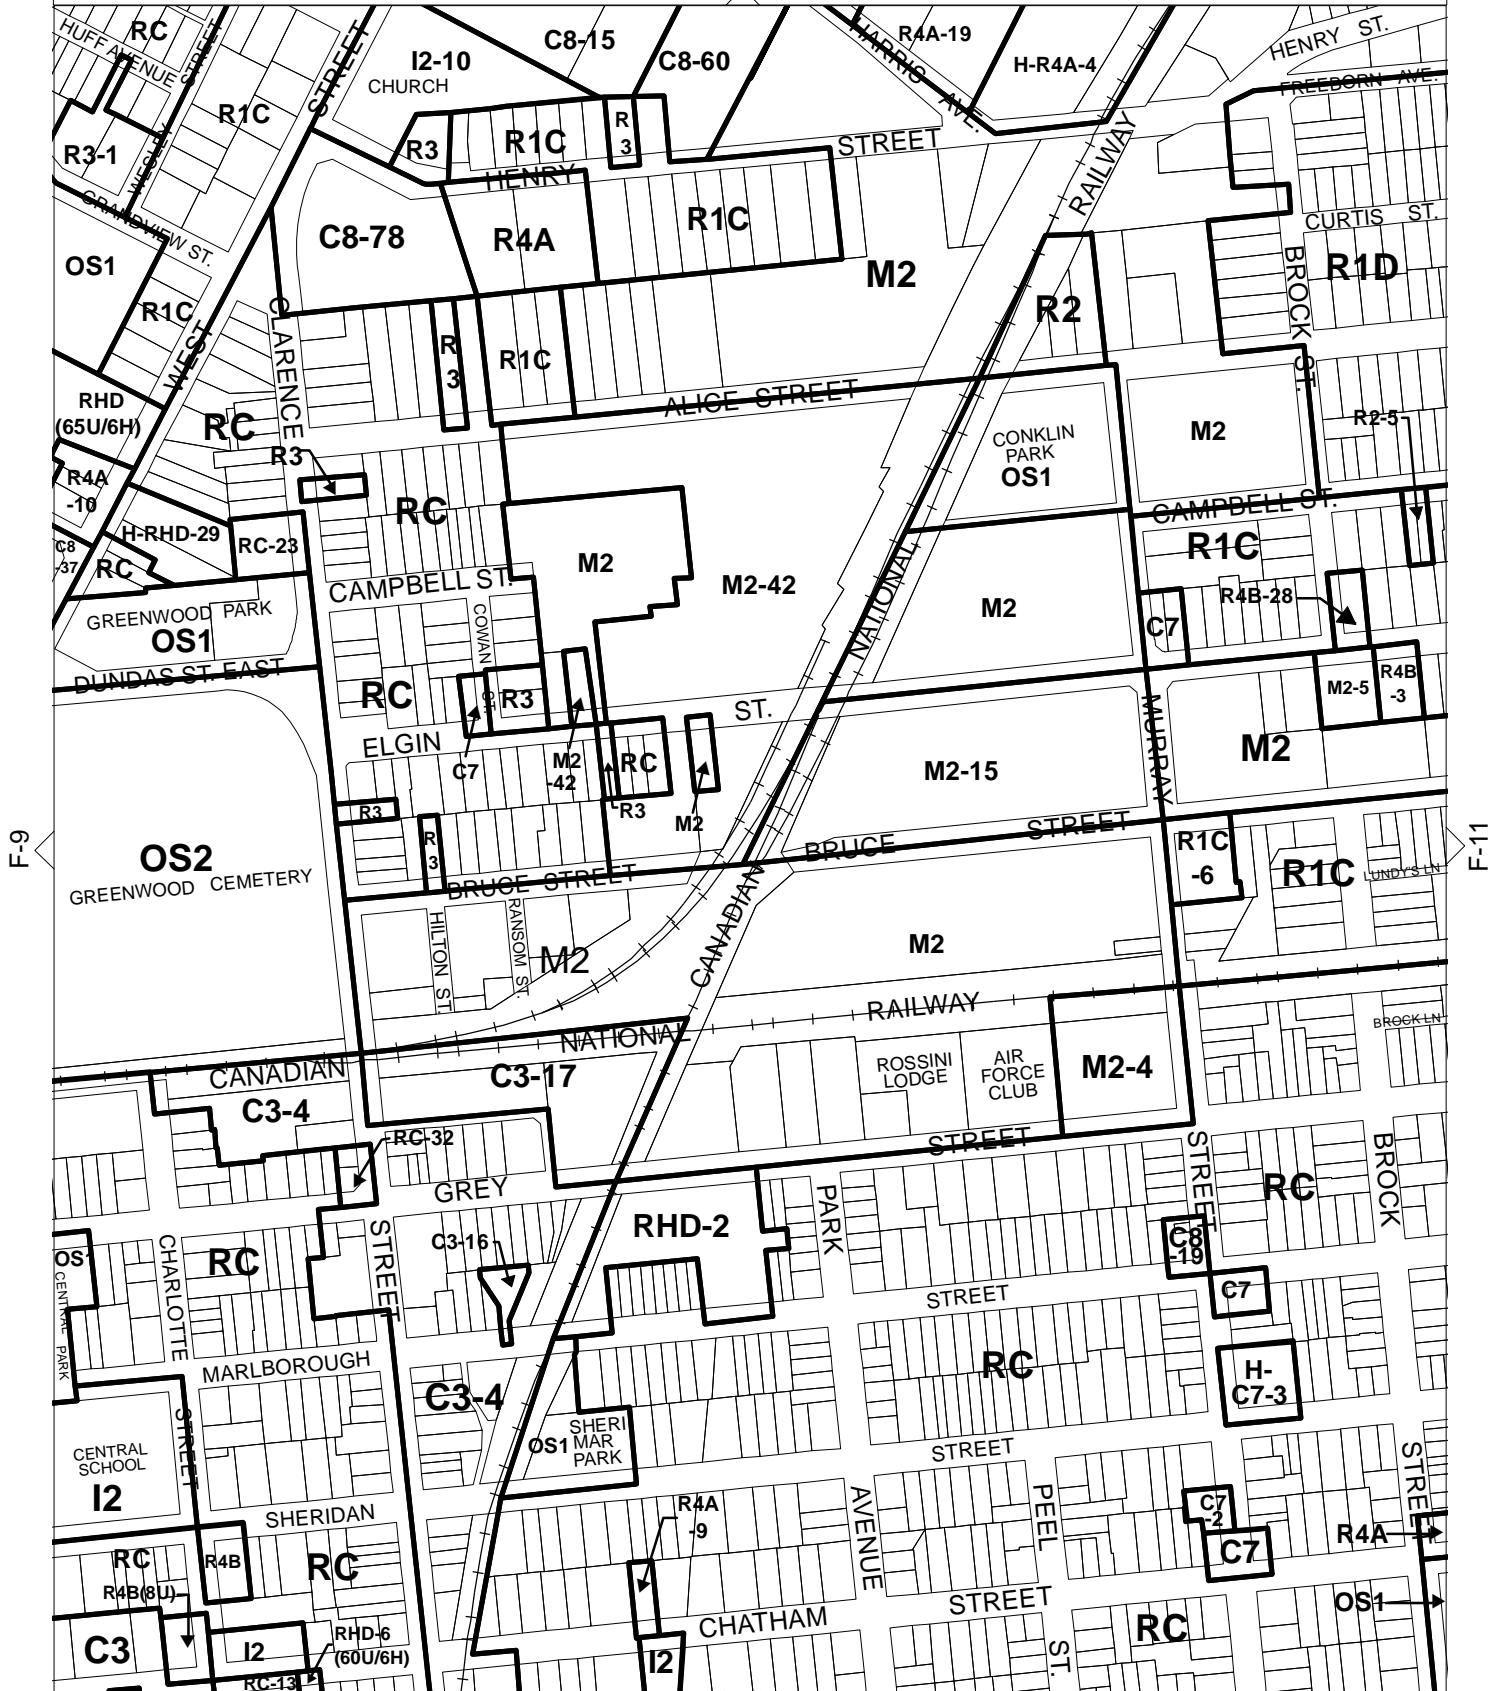 RC
HUFF AVENUE
STREET
R1C
STREET
I2-10
CHURCH
C8-15
C8-60
HARRIS AVE.
R4A-19
H-R4A-4
HENRY ST.
FREEBORN AVE.
R3-1
WESLEY
R3
R1C
R
3
HENRY
STREET
RAILWAY
GRANDVIEW ST.
OS1
C8-78
R4A
R1C
M2
R2
CURTIS ST.
BROCK ST.
R1D
R1C
WEST
CLARENCE
R
3
R1C
RHD
(65U/6H)
RC
ALICE STREET
M2
R2-5
R3
CONKLIN
PARK
OS1
R4A
-10
RC
CAMPBELL ST.
C8
-37
H-RHD-29
RC-23
RC
M2
M2-42
NATIONAL
M2
R1C
R4B-28
C7
CAMPBELL ST.
COWAN
ST.
GREENWOOD PARK
OS1
DUNDAS ST. EAST
RC
R3
M2-5
R4B
-3
ELGIN
ST.
C7
M2
-42
RC
R3
M2
M2-15
MURRAY
M2
R3
R
3
F-9
OS2
GREENWOOD CEMETERY
BRUCE STREET
BRUCE
STREET
R1C
-6
R1C
LUNDY'S LN
F-11
HILTON ST.
RANSOM ST.
M2
CANADIAN
M2
RAILWAY
NATIONAL
BROCK LN
CANADIAN
C3-17
C3-4
ROSSINI
LODGE
AIR
FORCE
CLUB
M2-4
RC-32
STREET
GREY
STREET
RC
BROCK
OS1
CENTRAL PARK
CHARLOTTE
RC
STREET
C3-16
RHD-2
PARK
C8
-19
C7
STREET
MARLBOROUGH
C3-4
RC
H-
C7-3
CENTRAL
SCHOOL
I2
STREET
OS1
SHERI
MAR
PARK
STREET
STREET
SHERIDAN
R4A
-9
AVENUE
PEEL
C7
-2
C7
R4A
RC
R4B
RC
R4B(8U)
STREET
OS1
CHATHAM
RC
C3
I2
RHD-6
(60U/6H)
RC-13
I2
ST.